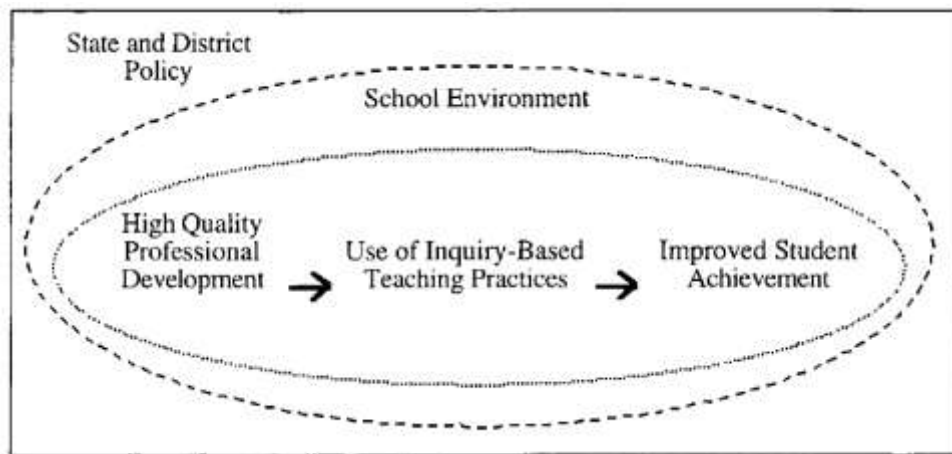 State and District
Policy
School Environment
High Quality
Professional
Development
Use of Inquiry-Based
Teaching Practices
Improved Student
Achievement